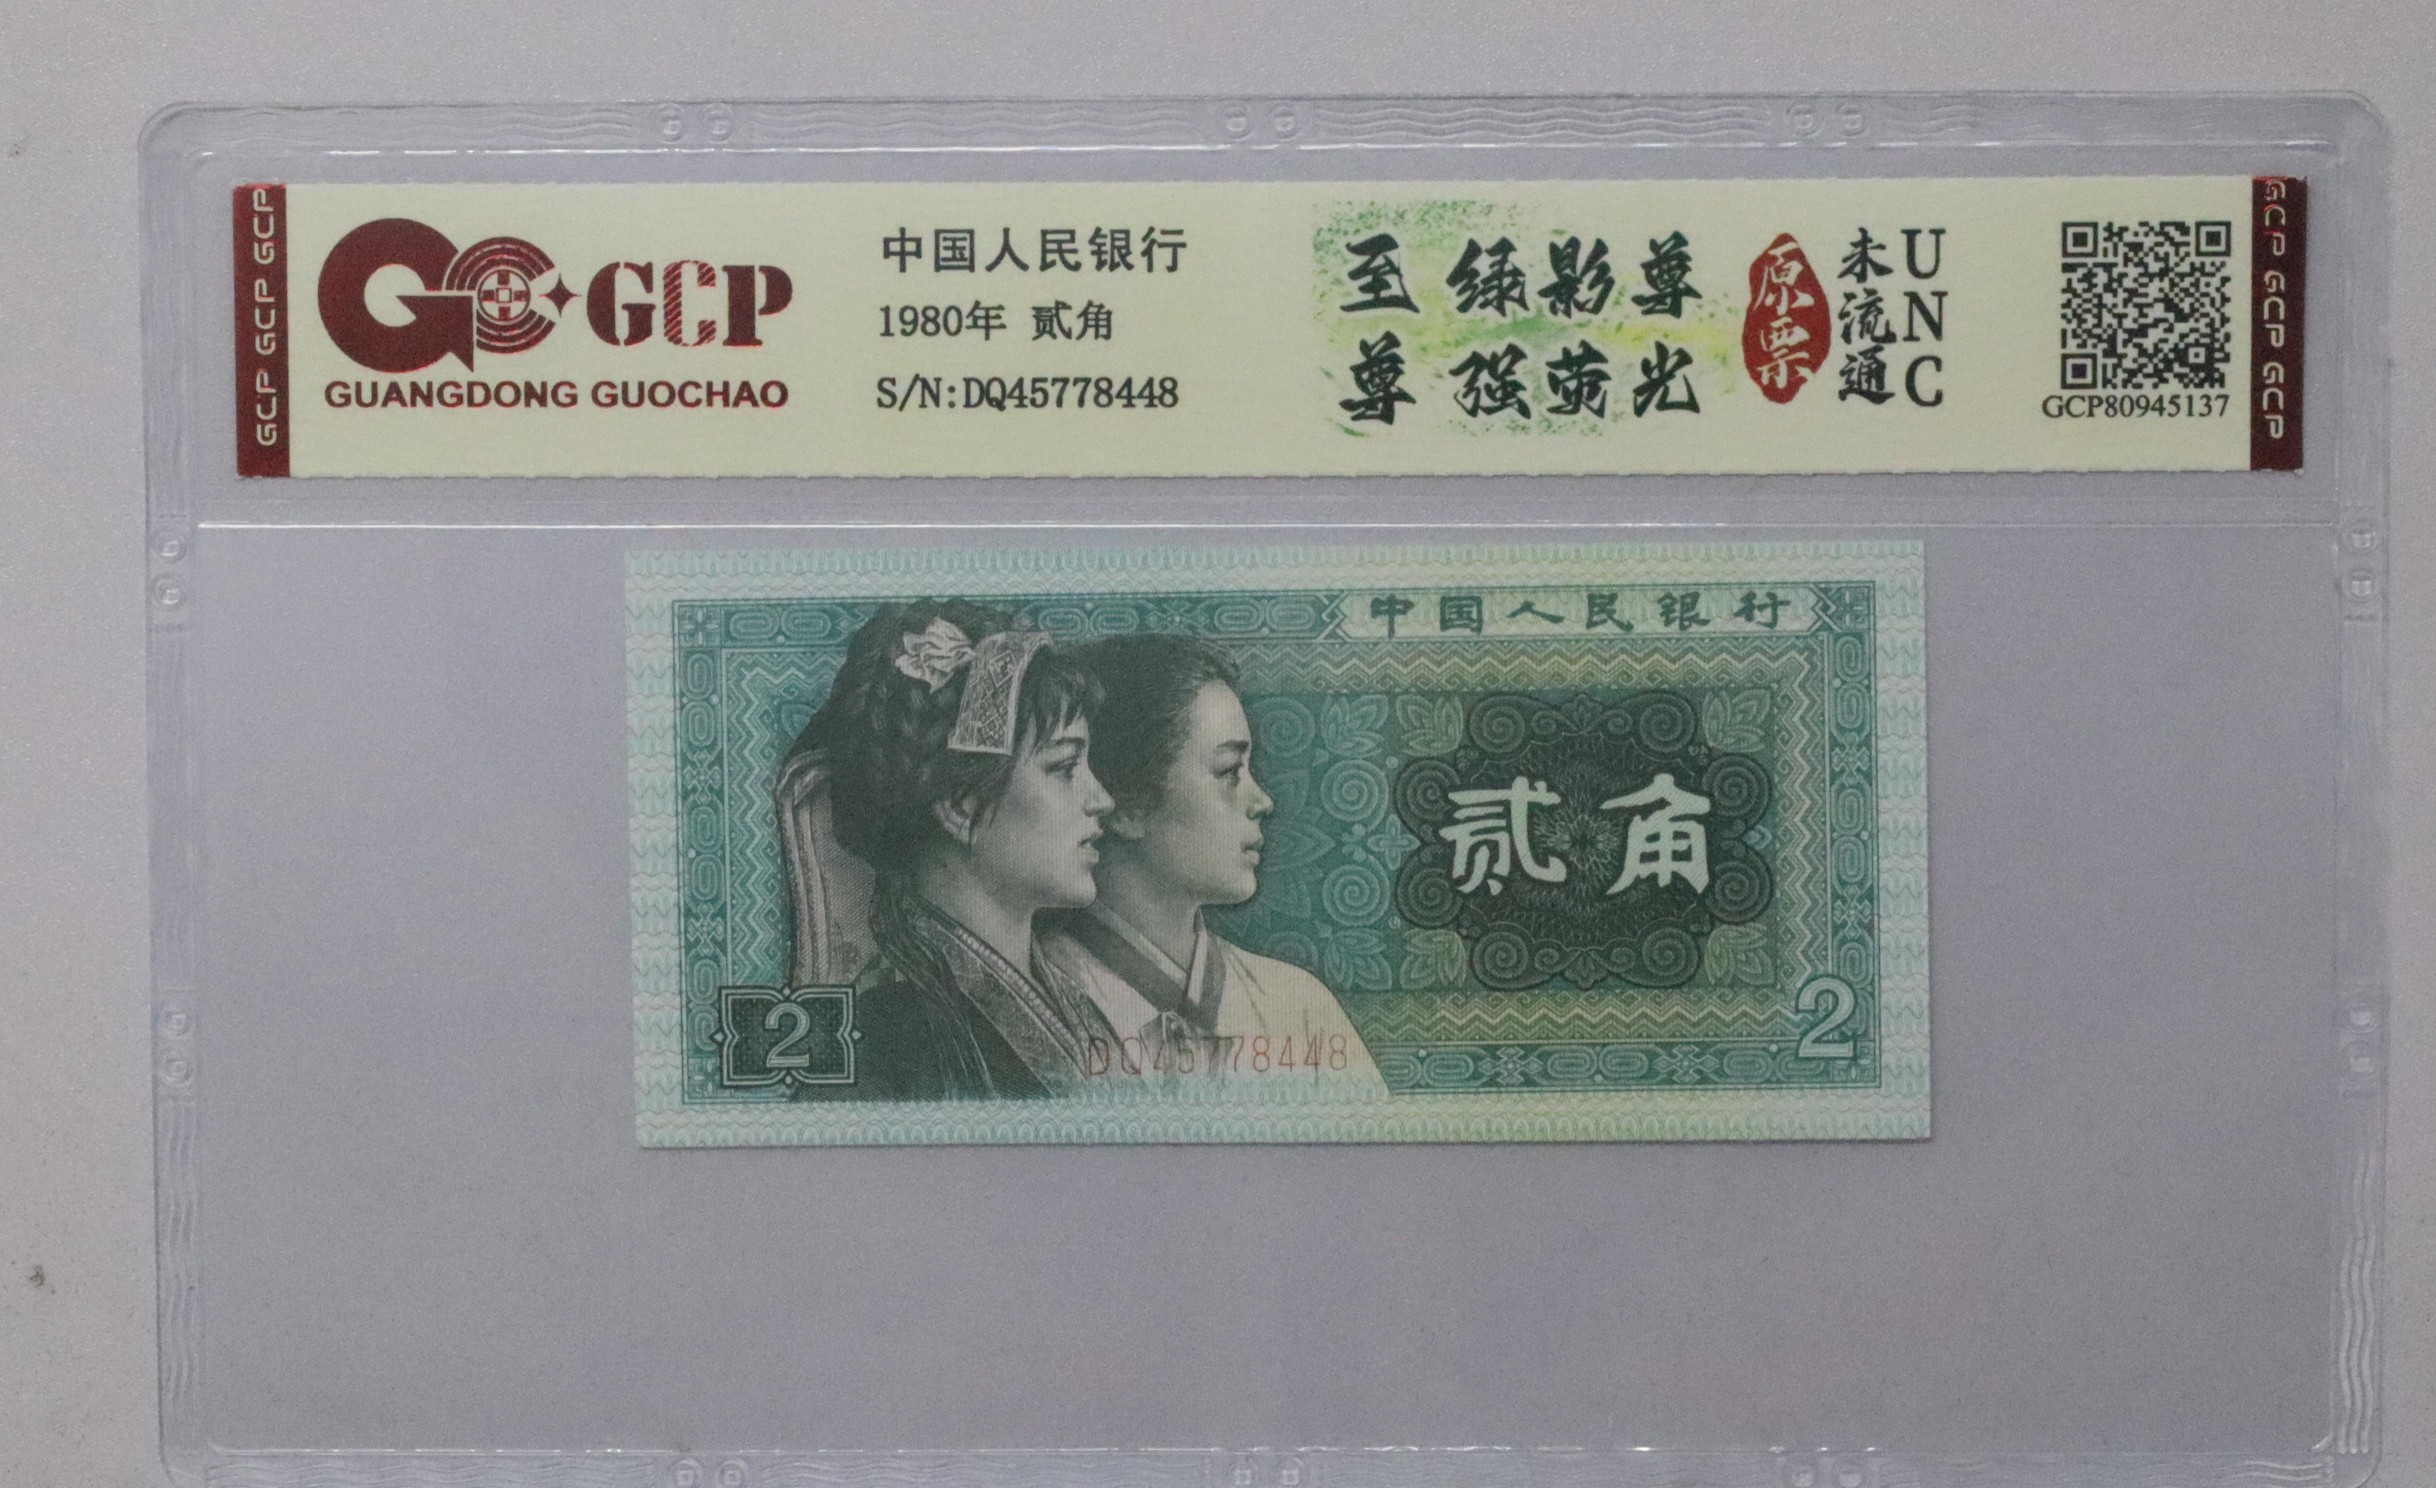 GCP GCP GCP
GCP
GUANGDONG GUOCHAO
中国人民银行
1980年 贰角
S/N:DQ45778448
至尊
绿影尊
强荧光
原票
未流通
UNC
GCP80945137
GCP GCP GCP
中国人民银行
贰角
2
2
DQ45778448